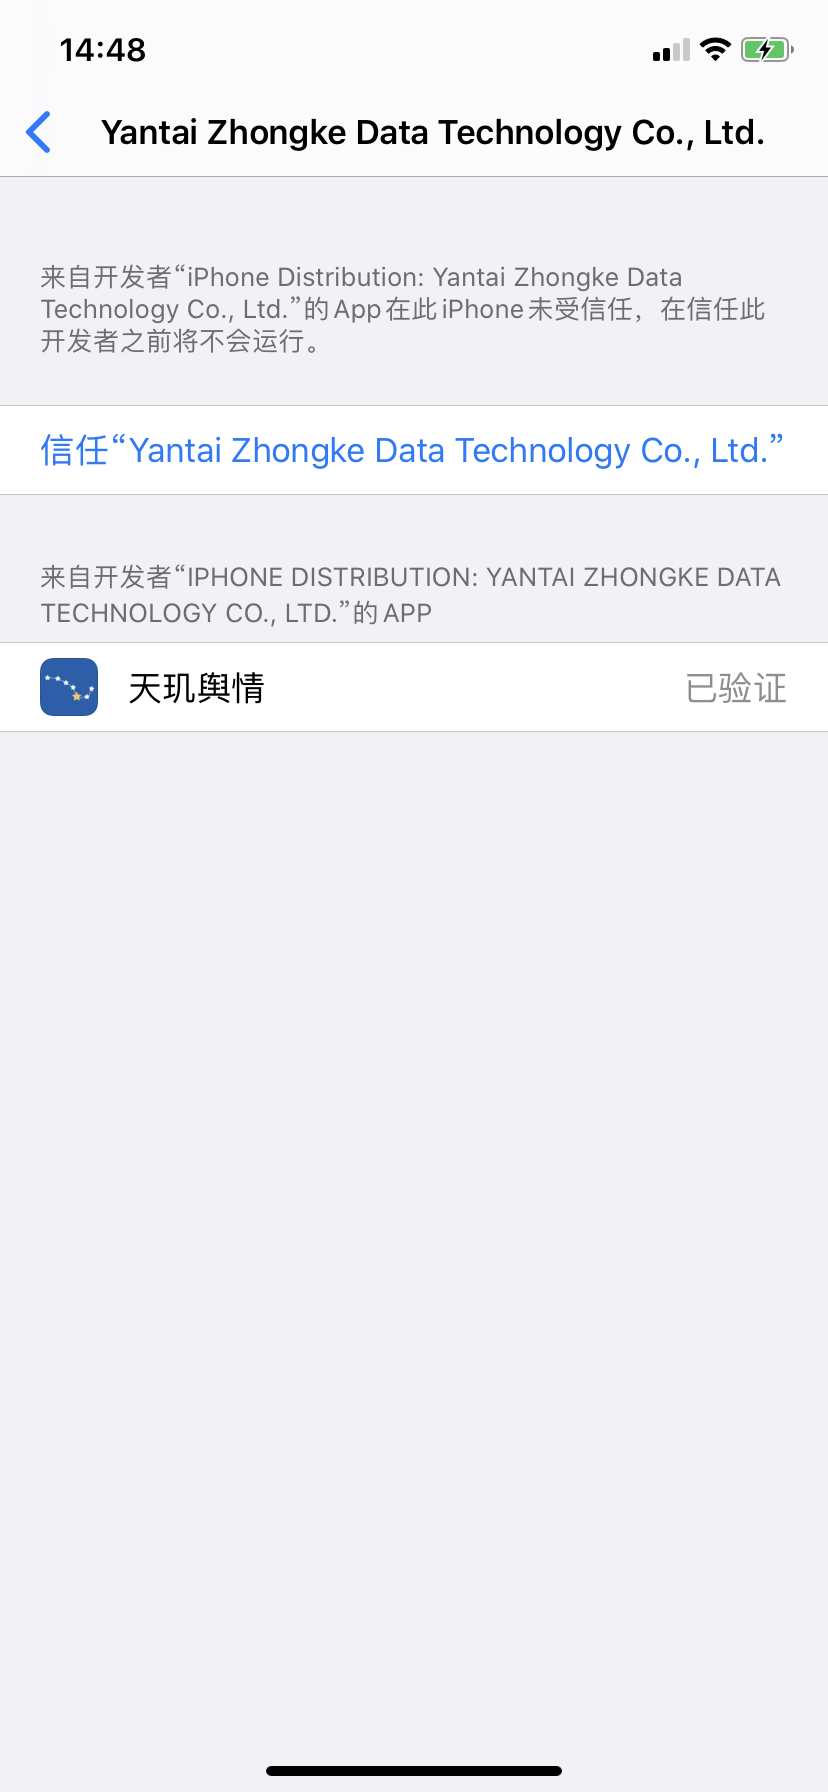 14:48
Yantai Zhongke Data Technology Co., Ltd.
来自开发者“iPhone Distribution: Yantai Zhongke Data
Technology Co., Ltd.”的App在此iPhone未受信任，在信任此
开发者之前将不会运行。
信任“Yantai Zhongke Data Technology Co., Ltd.”
来自开发者“IPHONE DISTRIBUTION: YANTAI ZHONGKE DATA
TECHNOLOGY CO., LTD.”的APP
天玑舆情 已验证